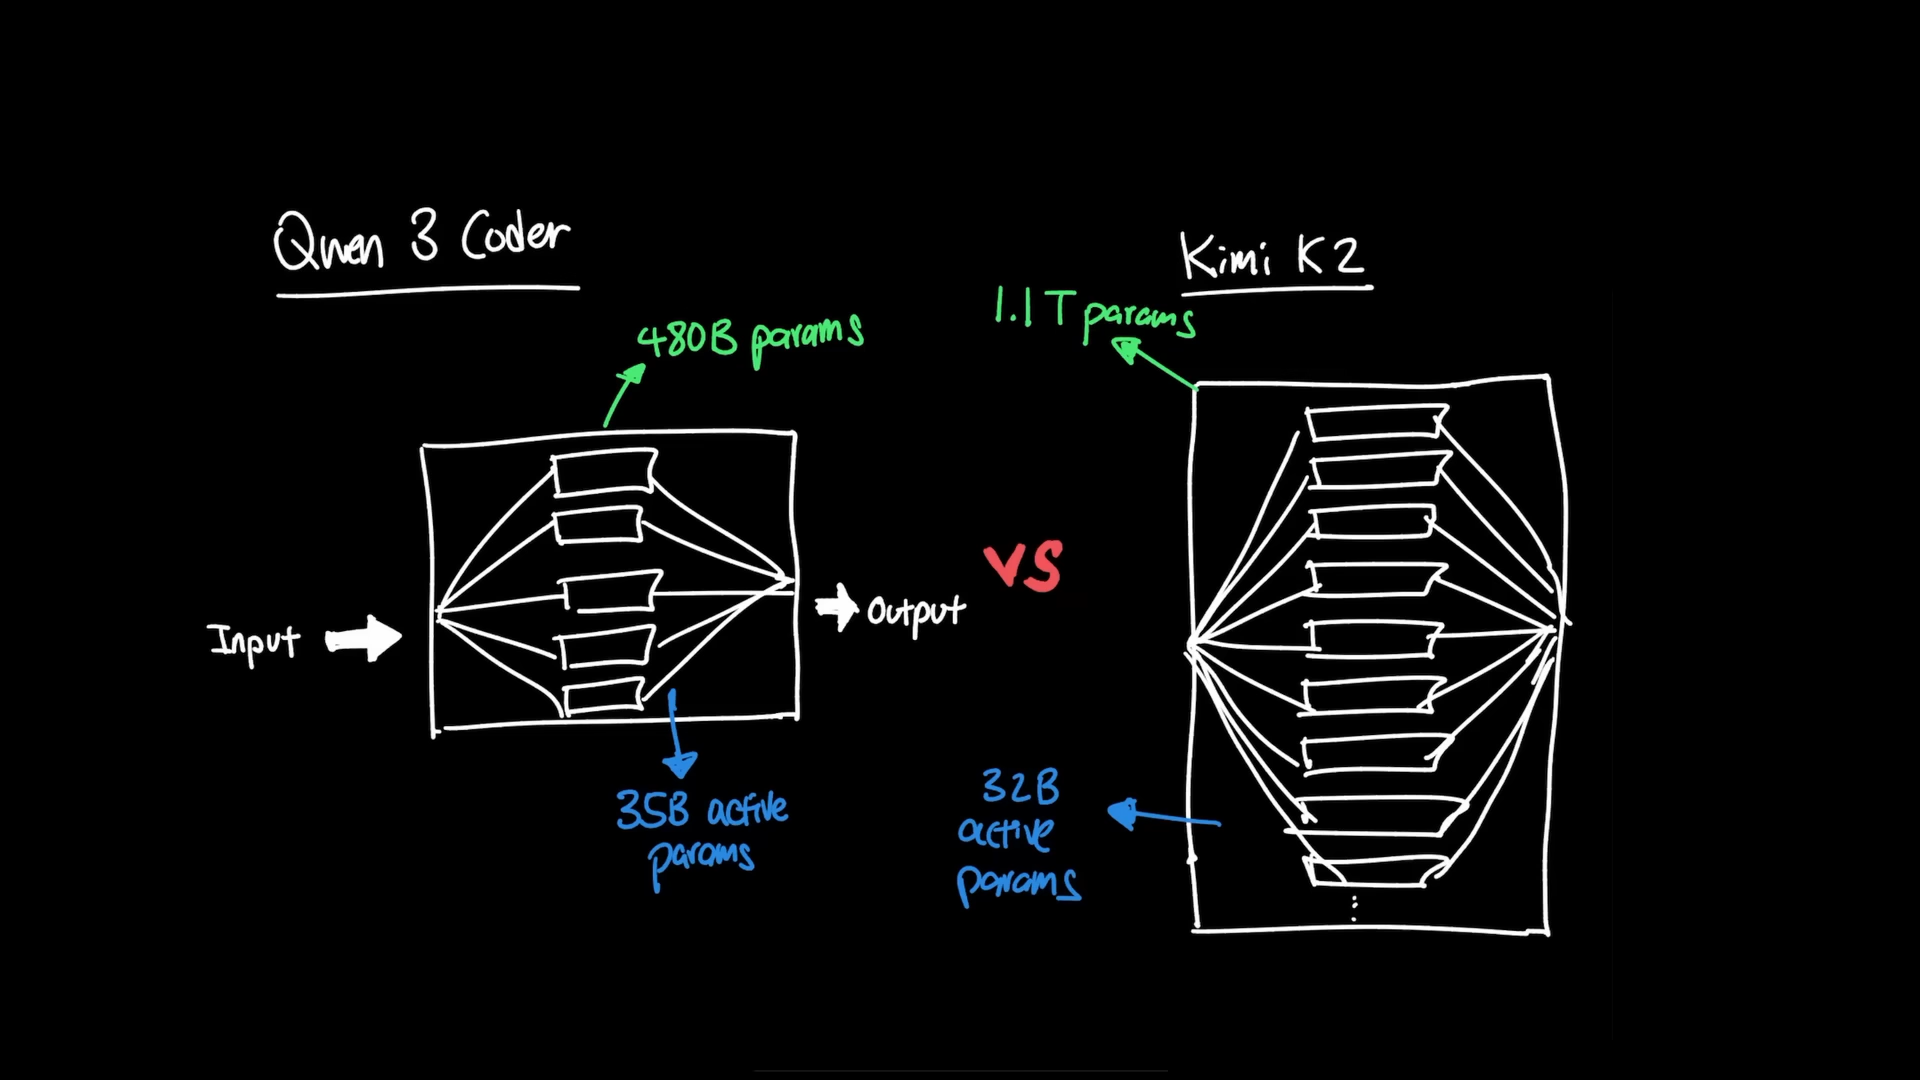 Qwen 3 Coder
480B params
Input
Output
35B active
params
vs
Kimi K2
1.1T params
32B
active
params